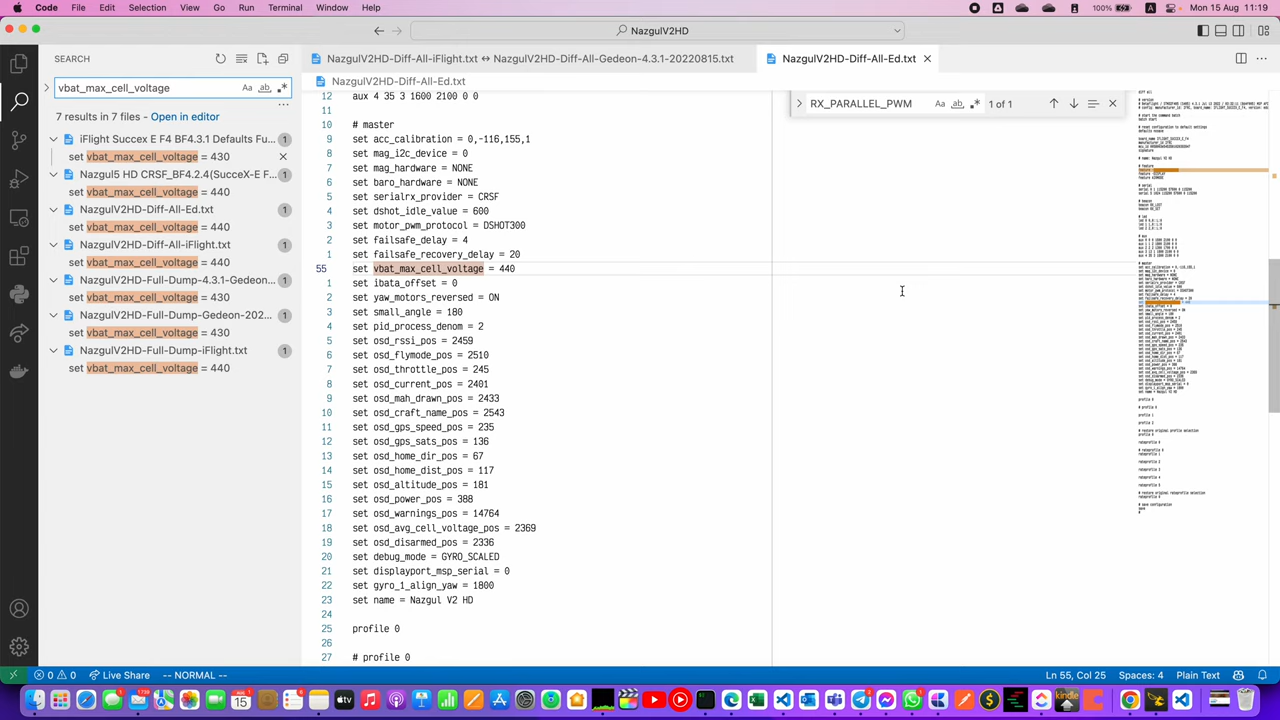 Code File Edit Selection View Go Run Terminal Window Help 100% A Mon 15 Aug 11:19
NazgulV2HD
SEARCH
NazgulV2HD-Diff-All-iFlight.txt ↔ NazgulV2HD-Diff-All-Gedeon-4.3.1-20220815.txt
NazgulV2HD-Diff-All-Ed.txt
vbat_max_cell_voltage Aa ab .*
NazgulV2HD-Diff-All-Ed.txt
RX_PARALLEL_PWM Aa ab .* 1 of 1
7 results in 7 files - Open in editor
iFlight Succex E F4 BF4.3.1 Defaults Fu... 1
set vbat_max_cell_voltage = 430
Nazgul5 HD CRSF_BF4.2.4(SucceX-E F... 1
set vbat_max_cell_voltage = 440
NazgulV2HD-Diff-All-Ed.txt 1
set vbat_max_cell_voltage = 440
NazgulV2HD-Diff-All-iFlight.txt 1
set vbat_max_cell_voltage = 440
NazgulV2HD-Full-Dump-4.3.1-Gedeon-... 1
set vbat_max_cell_voltage = 430
NazgulV2HD-Full-Dump-Gedeon-202... 1
set vbat_max_cell_voltage = 430
NazgulV2HD-Full-Dump-iFlight.txt 1
set vbat_max_cell_voltage = 440
12 aux 4 35 3 1600 2100 0 0
11
10 # master
9 set acc_calibration = 0,-116,155,1
8 set mag_i2c_device = 0
7 set mag_hardware = NONE
6 set baro_hardware = NONE
5 set serialrx_provider = CRSF
4 set dshot_idle_value = 600
3 set motor_pwm_protocol = DSHOT300
2 set failsafe_delay = 4
1 set failsafe_recovery_delay = 20
55 set vbat_max_cell_voltage = 440
1 set ibata_offset = 0
2 set yaw_motors_reversed = ON
3 set small_angle = 180
4 set pid_process_denom = 2
5 set osd_rssi_pos = 2453
6 set osd_flymode_pos = 2510
7 set osd_throttle_pos = 245
8 set osd_current_pos = 2401
9 set osd_mah_drawn_pos = 2433
10 set osd_craft_name_pos = 2543
11 set osd_gps_speed_pos = 235
12 set osd_gps_sats_pos = 135
13 set osd_home_dir_pos = 67
14 set osd_home_dist_pos = 117
15 set osd_altitude_pos = 181
16 set osd_power_pos = 388
17 set osd_warnings_pos = 14704
18 set osd_avg_cell_voltage_pos = 2369
19 set osd_disarmed_pos = 2336
20 set debug_mode = GYRO_SCALED
21 set displayport_msp_serial = 0
22 set gyro_1_align_yaw = 1800
23 set name = Nazgul V2 HD
24
25 profile 0
26
27 # profile 0
0 0 Live Share -- NORMAL -- Ln 55, Col 25 Spaces: 4 Plain Text